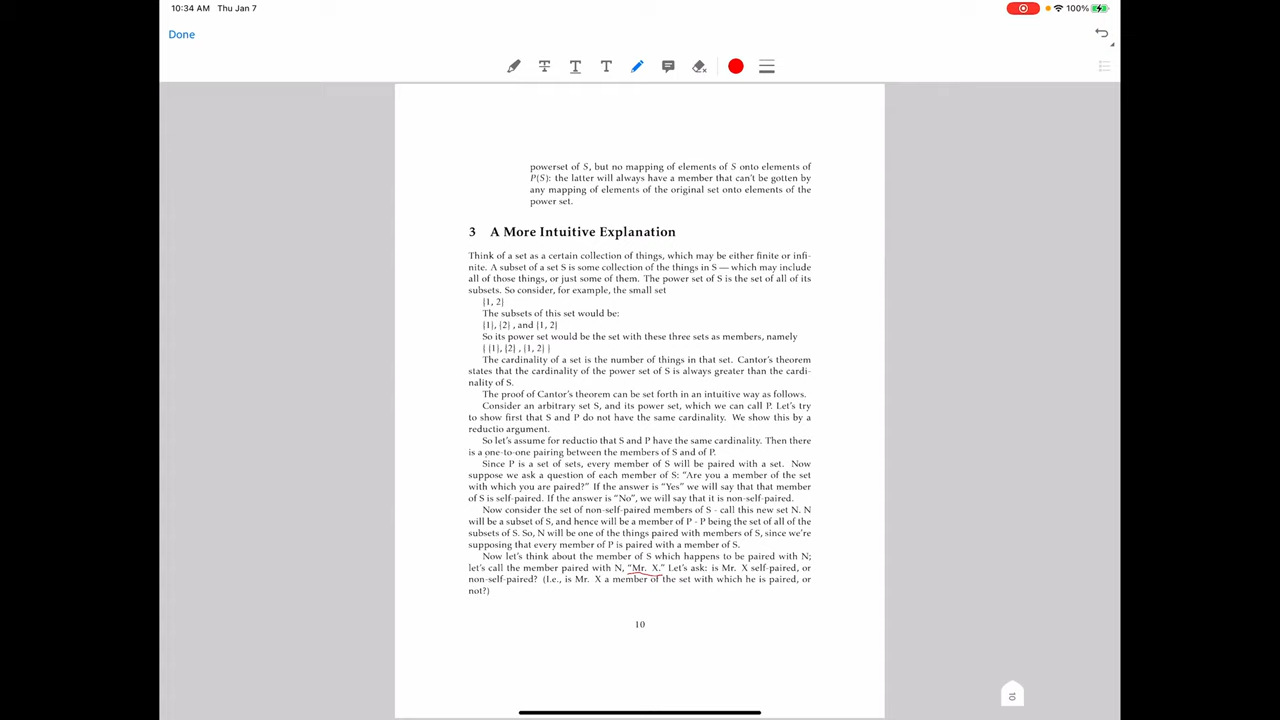 10:34 AM Thu Jan 7
100%
Done
powerset of S, but no mapping of elements of S onto elements of
P(S): the latter will always have a member that can't be gotten by
any mapping of elements of the original set onto elements of the
power set.
3 A More Intuitive Explanation
Think of a set as a certain collection of things, which may be either finite or infi-
nite. A subset of a set S is some collection of the things in S — which may include
all of those things, or just some of them. The power set of S is the set of all of its
subsets. So consider, for example, the small set
{1, 2}
The subsets of this set would be:
{1}, {2} , and {1, 2}
So its power set would be the set with these three sets as members, namely
{ {1}, {2} , {1, 2} }
The cardinality of a set is the number of things in that set. Cantor's theorem
states that the cardinality of the power set of S is always greater than the cardi-
nality of S.
The proof of Cantor's theorem can be set forth in an intuitive way as follows.
Consider an arbitrary set S, and its power set, which we can call P. Let's try
to show first that S and P do not have the same cardinality. We show this by a
reductio argument.
So let's assume for reductio that S and P have the same cardinality. Then there
is a one-to-one pairing between the members of S and of P.
Since P is a set of sets, every member of S will be paired with a set. Now
suppose we ask a question of each member of S: "Are you a member of the set
with which you are paired?" If the answer is "Yes" we will say that that member
of S is self-paired. If the answer is "No", we will say that it is non-self-paired.
Now consider the set of non-self-paired members of S - call this new set N. N
will be a subset of S, and hence will be a member of P - P being the set of all of the
subsets of S. So, N will be one of the things paired with members of S, since we're
supposing that every member of P is paired with a member of S.
Now let's think about the member of S which happens to be paired with N;
let's call the member paired with N, "Mr. X." Let's ask: is Mr. X self-paired, or
non-self-paired? (I.e., is Mr. X a member of the set with which he is paired, or
not?)
10
10